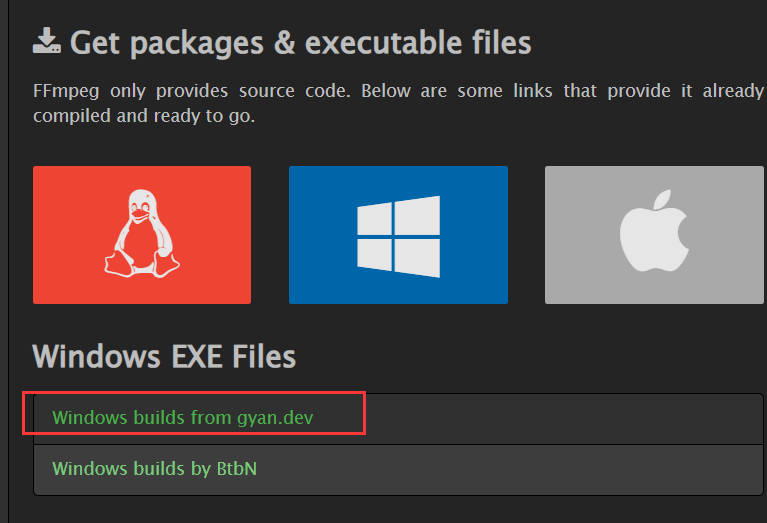 Get packages & executable files
FFmpeg only provides source code. Below are some links that provide it already
compiled and ready to go.
Windows EXE Files
Windows builds from gyan.dev
Windows builds by BtbN